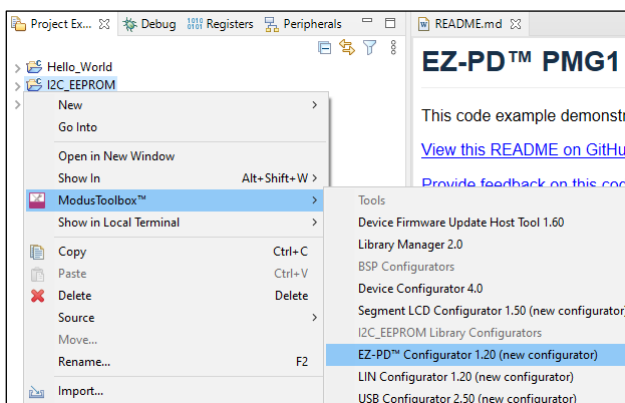 Project Ex... Debug Registers Peripherals
README.md
Hello_World
I2C_EEPROM
New
Go Into
Open in New Window
Show In Alt+Shift+W
ModusToolbox™
Show in Local Terminal
Copy Ctrl+C
Paste Ctrl+V
Delete Delete
Source
Move...
Rename... F2
Import...
EZ-PD™ PMG1
This code example demonstr
View this README on GitHu
Provide feedback on this cod
Tools
Device Firmware Update Host Tool 1.60
Library Manager 2.0
BSP Configurators
Device Configurator 4.0
Segment LCD Configurator 1.50 (new configurator)
I2C_EEPROM Library Configurators
EZ-PD™ Configurator 1.20 (new configurator)
LIN Configurator 1.20 (new configurator)
USB Configurator 2.50 (new configurator)